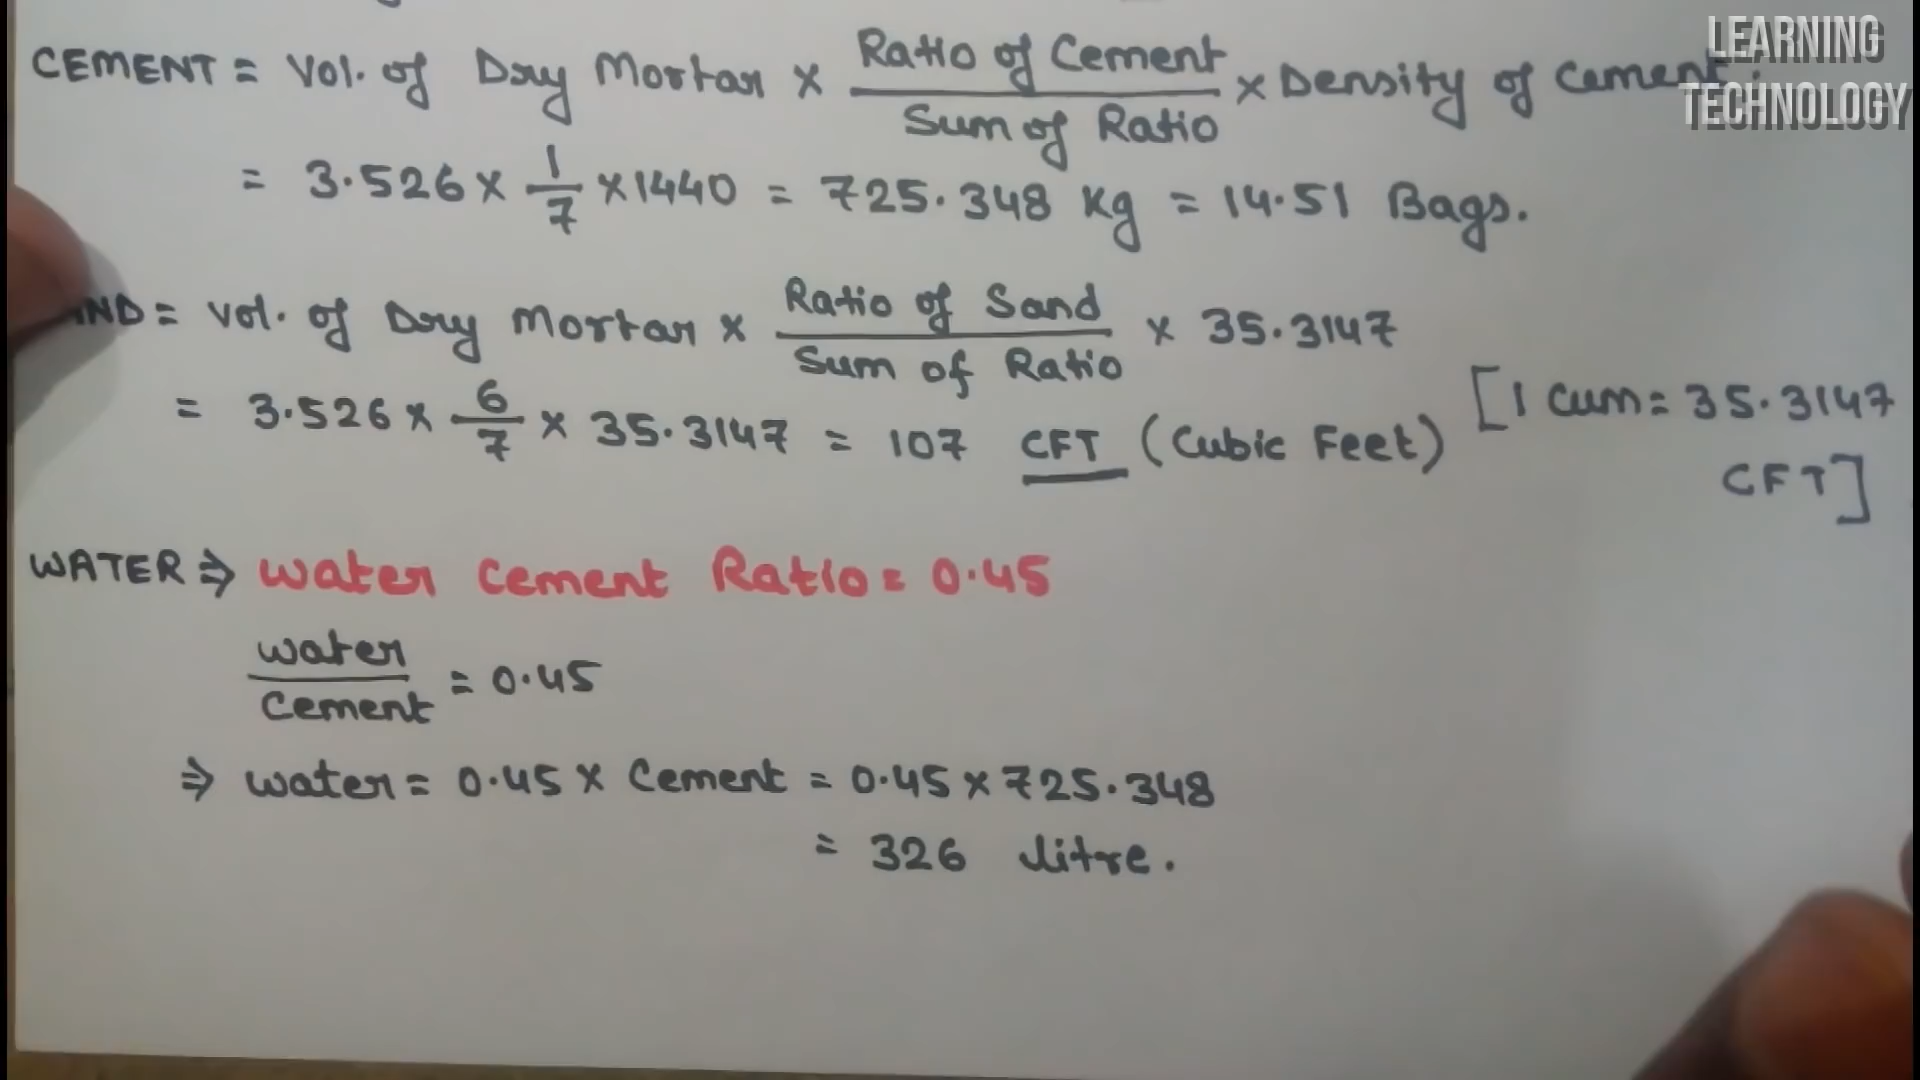 LEARNING
TECHNOLOGY
CEMENT = Vol. of Dry Mortar × Ratio of Cement / Sum of Ratio × Density of Cement.
= 3.526 × 1/7 × 1440 = 725.348 Kg = 14.51 Bags.
AND = Vol. of Dry Mortar × Ratio of Sand / Sum of Ratio × 35.3147
= 3.526 × 6/7 × 35.3147 = 107 CFT (Cubic Feet) [1 Cum = 35.3147
CFT]
WATER ⇒ Water Cement Ratio = 0.45
Water / Cement = 0.45
⇒ Water = 0.45 × Cement = 0.45 × 725.348
= 326 litre.